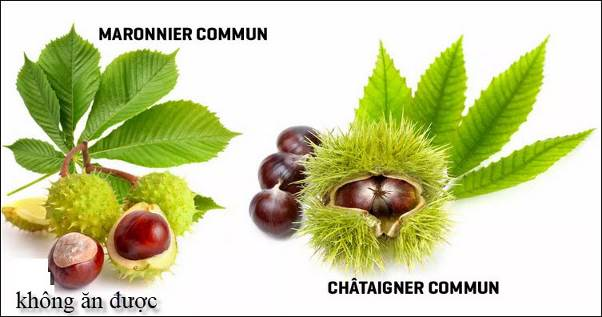 MARONNIER COMMUN
CHÂTAIGNER COMMUN
không ăn được